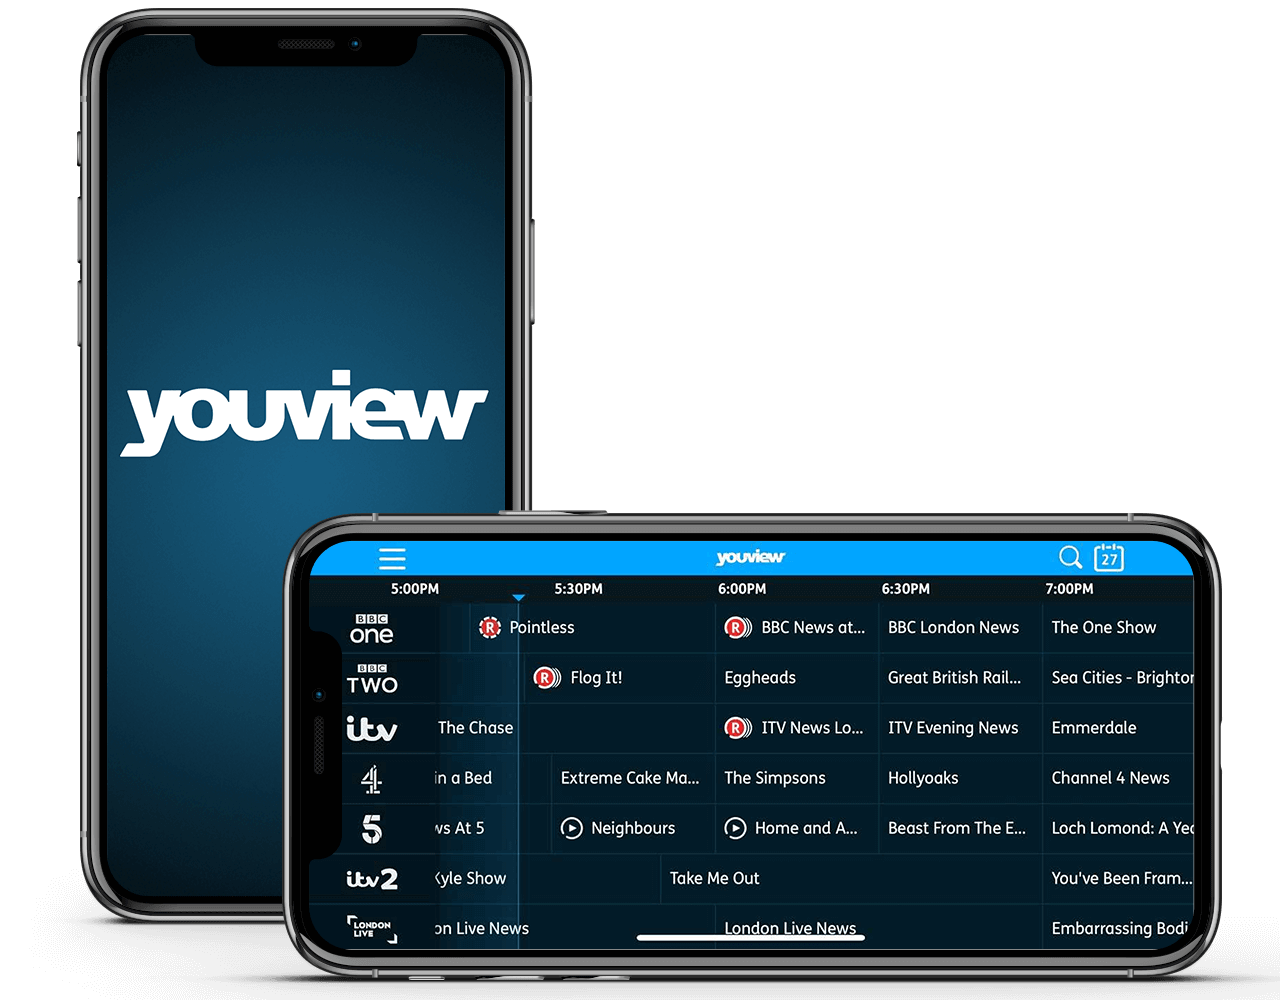 youview
youview
27
5:00PM 5:30PM 6:00PM 6:30PM 7:00PM
BBC one R Pointless R BBC News at... BBC London News The One Show
BBC TWO R Flog It! Eggheads Great British Rail... Sea Cities - Brighton
itv The Chase R ITV News Lo... ITV Evening News Emmerdale
4 in a Bed Extreme Cake Ma... The Simpsons Hollyoaks Channel 4 News
5 ws At 5 Neighbours Home and A... Beast From The E... Loch Lomond: A Yea
itv2 Kyle Show Take Me Out You've Been Fram...
LONDON LIVE on Live News London Live News Embarrassing Bodi